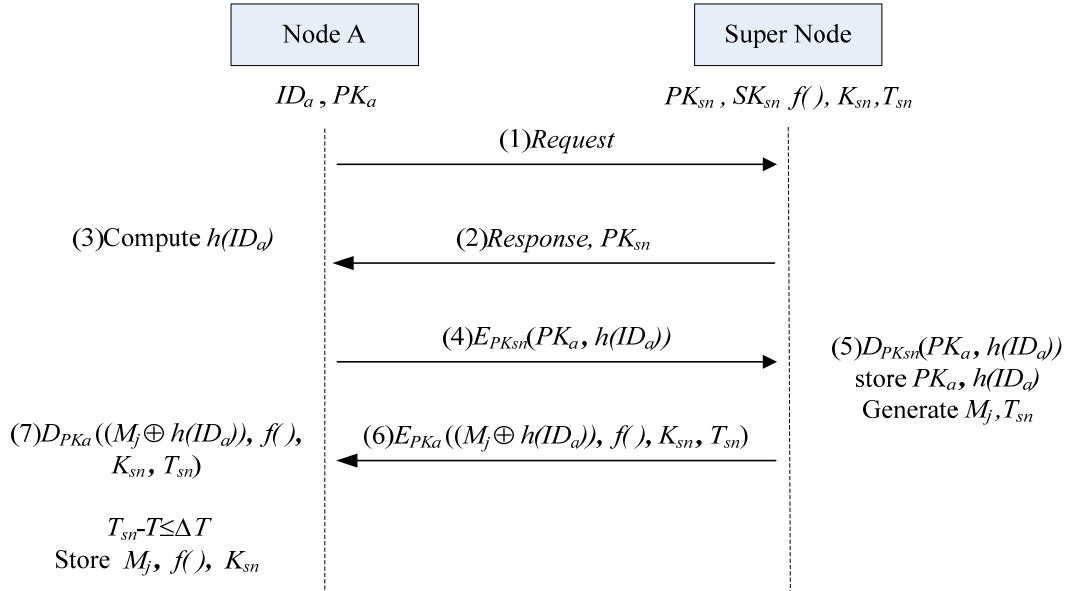 Node A
Super Node
ID_a , PK_a
PK_sn , SK_sn f( ), K_sn ,T_sn
(1)Request
(3)Compute h(ID_a)
(2)Response, PK_sn
(4)E_PKsn(PK_a, h(ID_a))
(5)D_PKsn(PK_a, h(ID_a))
store PK_a, h(ID_a)
Generate M_j ,T_sn
(7)D_PKa ((M_j ⊕ h(ID_a)), f( ),
K_sn, T_sn)
(6)E_PKa ((M_j ⊕ h(ID_a)), f( ), K_sn, T_sn)
T_sn-T≤Δ T
Store M_j, f( ), K_sn